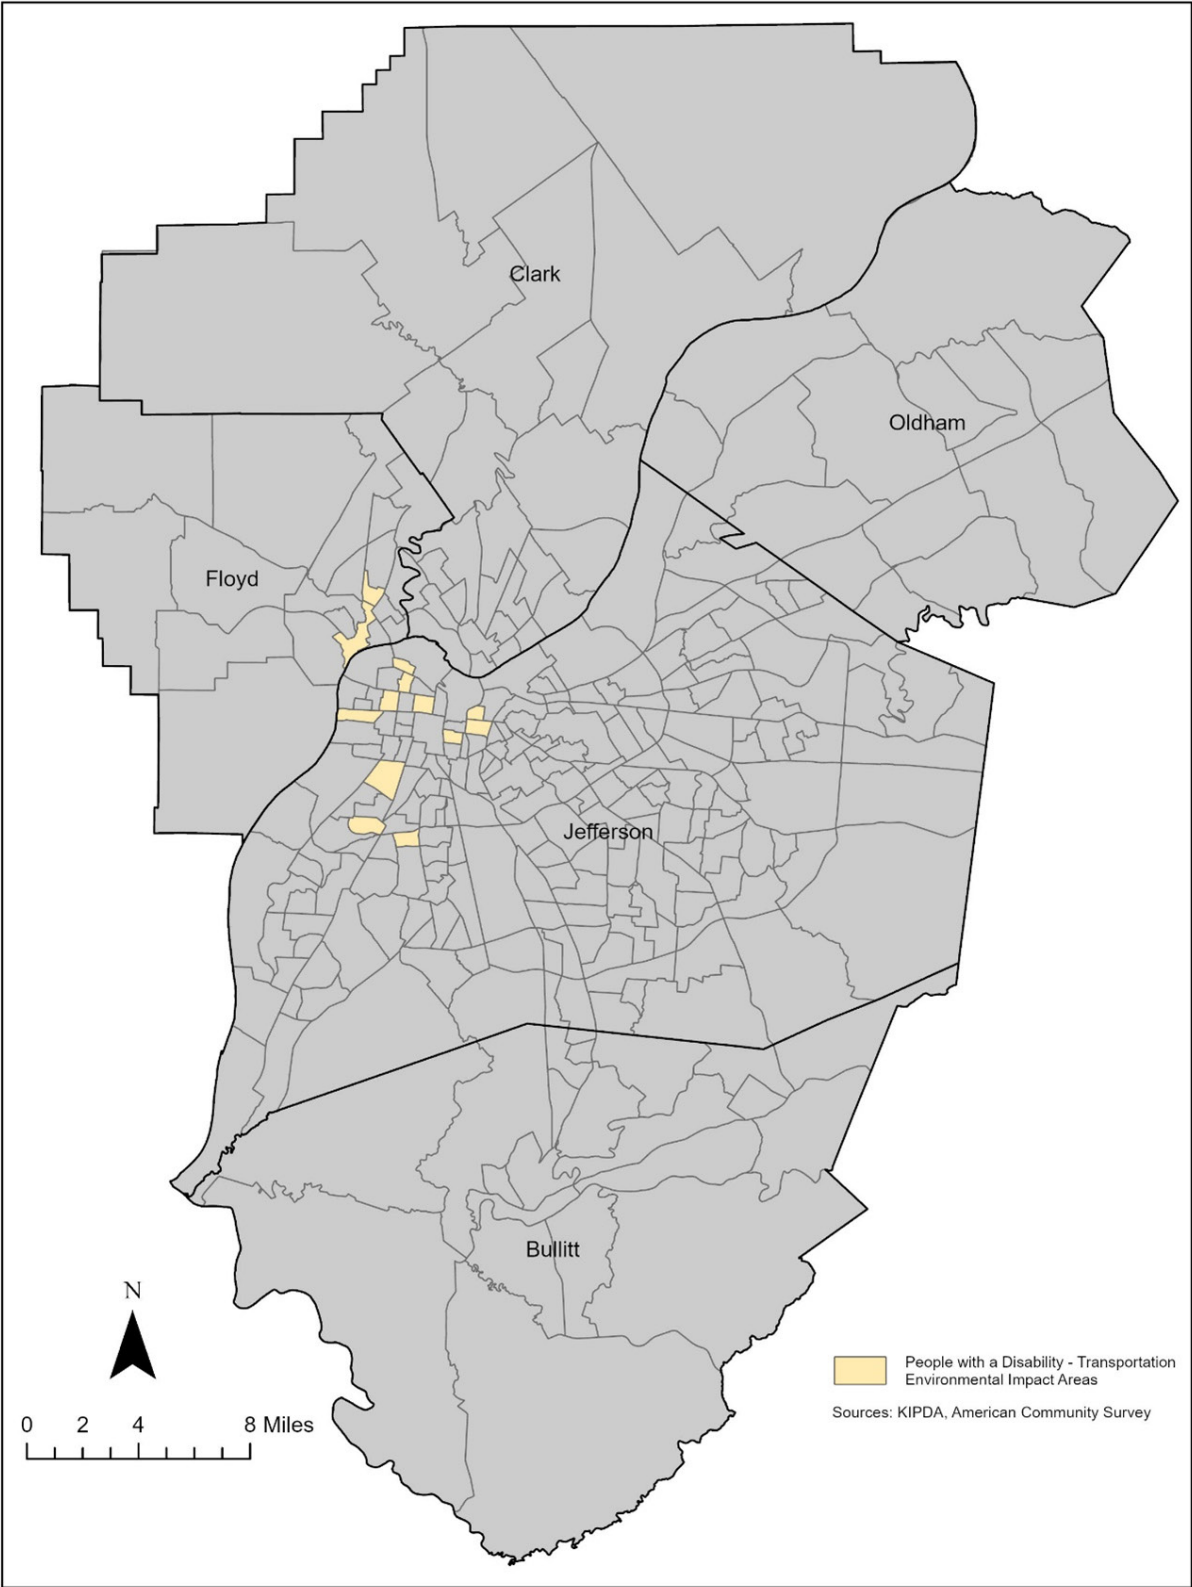 Clark
Oldham
Floyd
Jefferson
Bullitt
N
0 2 4 8 Miles
People with a Disability - Transportation
Environmental Impact Areas
Sources: KIPDA, American Community Survey